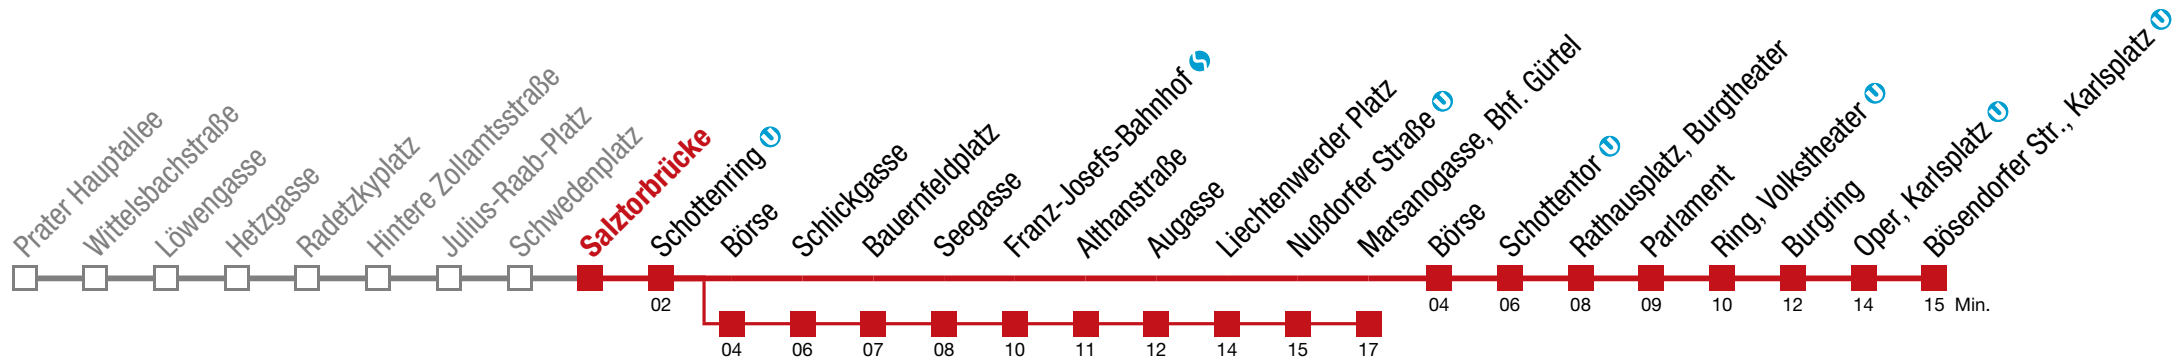 Prater Hauptallee
Wittelsbachstraße
Löwengasse
Hetzgasse
Radetzkyplatz
Hintere Zollamtsstraße
Julius-Raab-Platz
Schwedenplatz
Salztorbrücke
Schottenring U
Börse
Schlickgasse
Bauernfeldplatz
Seegasse
Franz-Josefs-Bahnhof S
Althanstraße
Augasse
Liechtenwerder Platz
Nußdorfer Straße U
Marsanogasse, Bhf. Gürtel
Börse
Schottentor U
Rathausplatz, Burgtheater
Parlament
Ring, Volkstheater U
Burgring
Oper, Karlsplatz U
Bösendorfer Str., Karlsplatz U
02 04 06 08 09 10 12 14 15 Min.
04 06 07 08 10 11 12 14 15 17